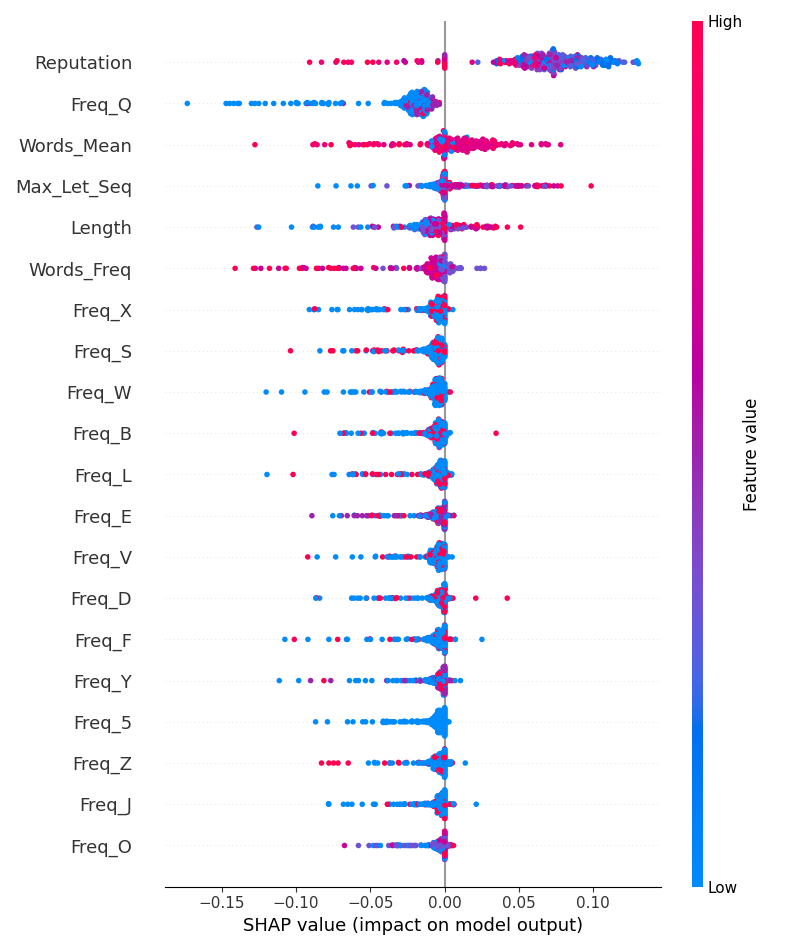 High
Reputation
Freq_Q
Words_Mean
Max_Let_Seq
Length
Words_Freq
Freq_X
Freq_S
Freq_W
Freq_B
Freq_L
Freq_E
Freq_V
Freq_D
Freq_F
Freq_Y
Freq_5
Freq_Z
Freq_J
Freq_O
Feature value
Low
−0.15 −0.10 −0.05 0.00 0.05 0.10
SHAP value (impact on model output)